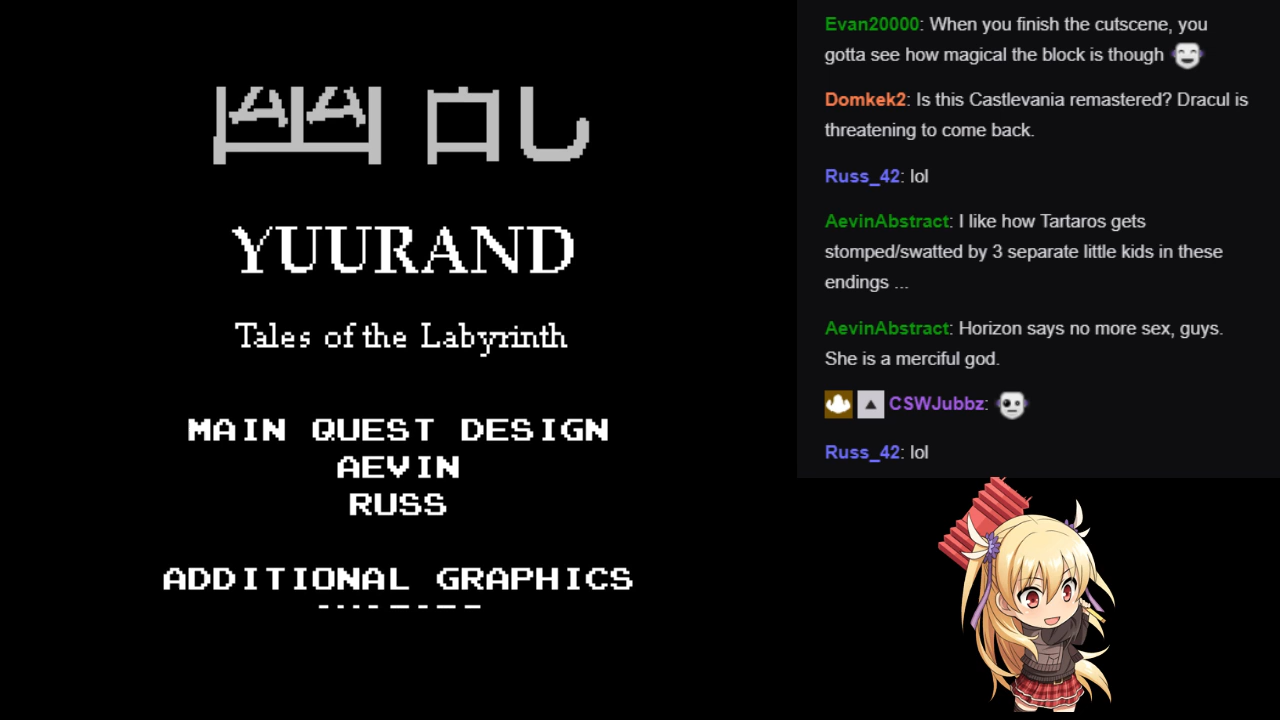 YUURAND
Tales of the Labyrinth
MAIN QUEST DESIGN
AEVIN
RUSS
ADDITIONAL GRAPHICS
Evan20000: When you finish the cutscene, you
gotta see how magical the block is though
Domkek2: Is this Castlevania remastered? Dracul is
threatening to come back.
Russ_42: lol
AevinAbstract: I like how Tartaros gets
stomped/swatted by 3 separate little kids in these
endings ...
AevinAbstract: Horizon says no more sex, guys.
She is a merciful god.
CSWJubbz:
Russ_42: lol